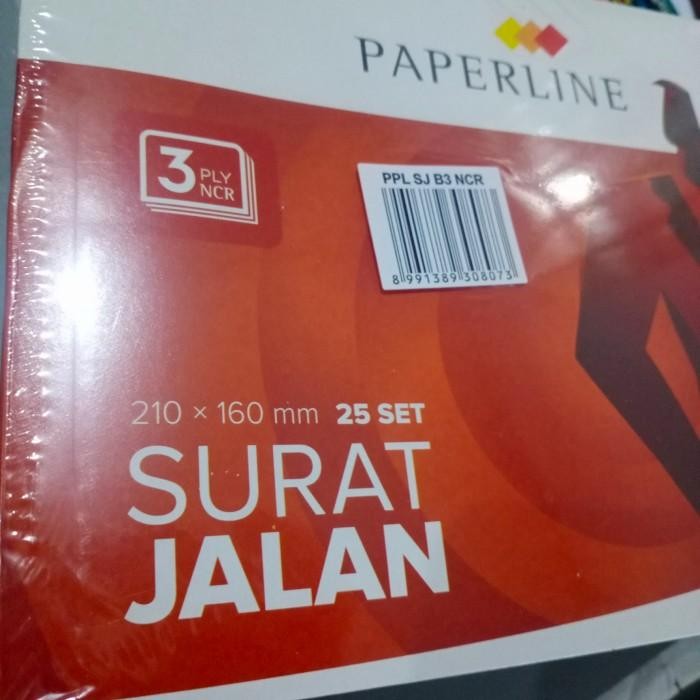 PAPERLINE
3 PLY
NCR
PPL SJ B3 NCR
8 991389 308073
210 × 160 mm 25 SET
SURAT
JALAN